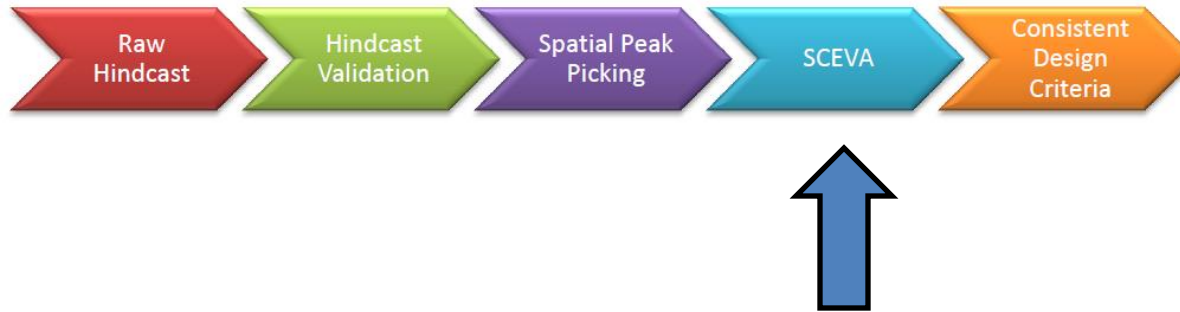 Raw
Hindcast
Hindcast
Validation
Spatial Peak
Picking
SCEVA
Consistent
Design
Criteria